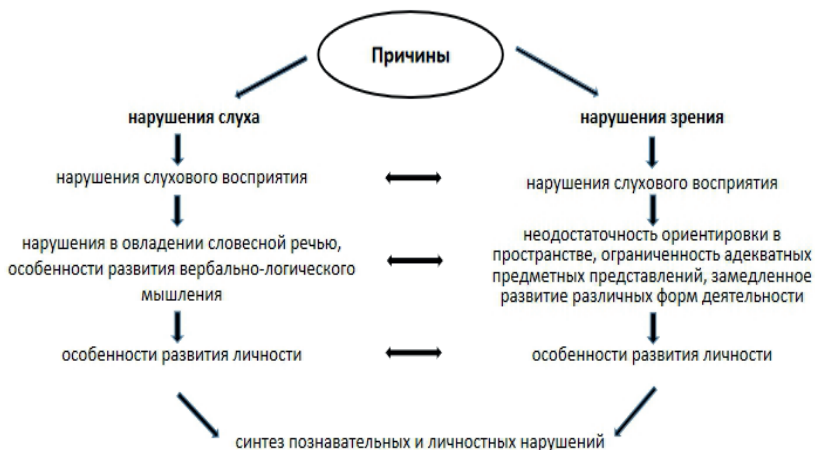 Причины
нарушения слуха
нарушения зрения
нарушения слухового восприятия
нарушения слухового восприятия
нарушения в овладении словесной речью,
особенности развития вербально-логического
мышления
неодостаточность ориентировки в
пространстве, ограниченность адекватных
предметных представлений, замедленное
развитие различных форм деятельности
особенности развития личности
особенности развития личности
синтез познавательных и личностных нарушений